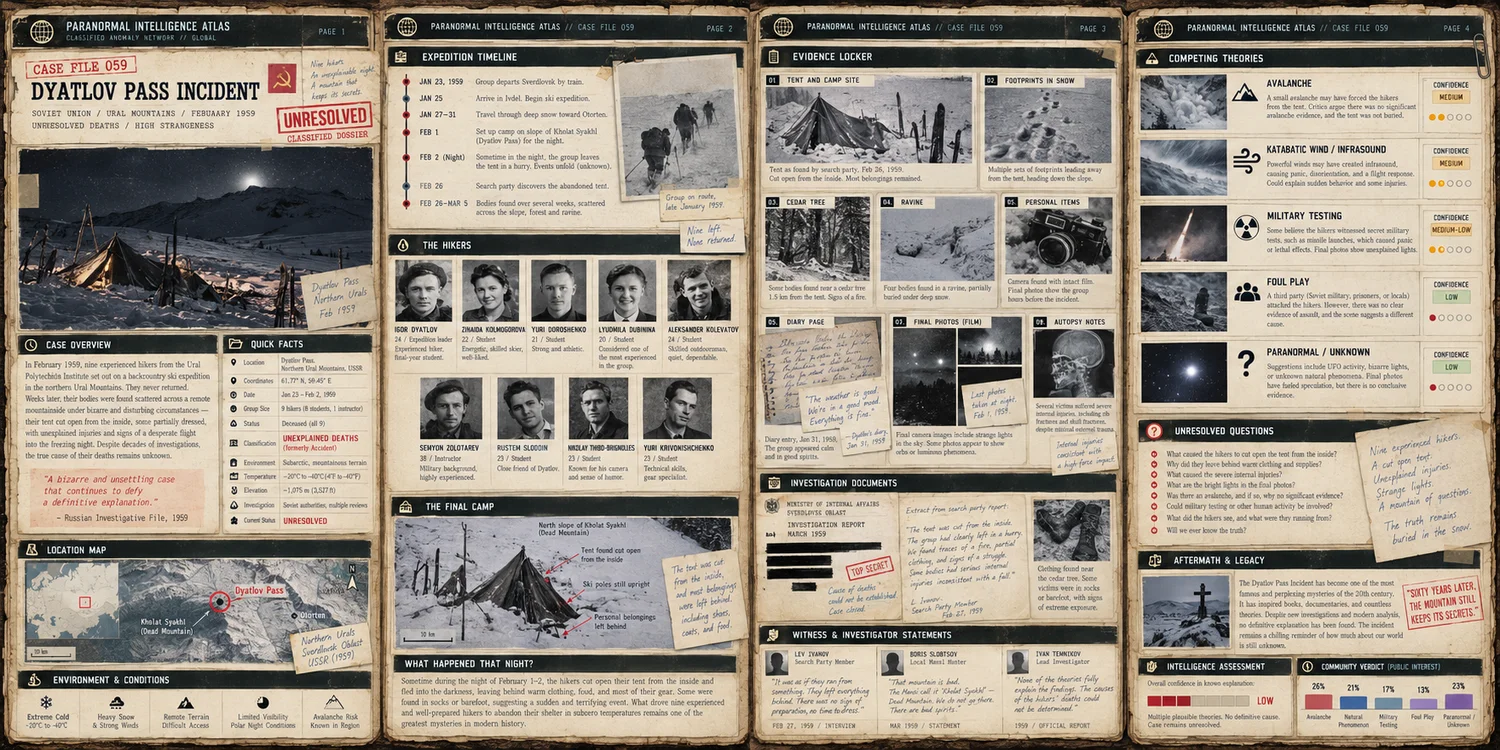 PARANORMAL INTELLIGENCE ATLAS
CLASSIFIED ANOMALY NETWORK // GLOBAL
PAGE 1
CASE FILE 059
DYATLOV PASS INCIDENT
SOVIET UNION / URAL MOUNTAINS / FEBUARY 1959
UNRESOLVED DEATHS / HIGH STRANGENESS
Nine hikers.
An unexplainable night.
A mountain that
keeps its secrets.
UNRESOLVED
CLASSIFIED DOSSIER
Dyatlov Pass
Northern Urals
Feb 1959
CASE OVERVIEW
In February 1959, nine experienced hikers from the Ural
Polytechnic Institute set out on a backcountry ski expedition
in the northern Ural Mountains. They never returned.
Weeks later, their bodies were found scattered across a remote
mountainside under bizarre and disturbing circumstances —
their tent cut open from the inside, some partially dressed,
with unexplained injuries and signs of a desperate flight
into the freezing night. Despite decades of investigations,
the true cause of their deaths remains unknown.
"A bizarre and unsettling case
that continues to defy
a definitive explanation."
– Russian Investigative File, 1959
QUICK FACTS
Location
Dyatlov Pass.
Northern Ural Mountains, USSR
Coordinates
61.77° N, 59.45° E
Date
Jan 23 – Feb 2, 1959
Group Size
9 hikers (8 students, 1 instructor)
Status
Deceased (all 9)
Classification
UNEXPLAINED DEATHS
(formerly Accident)
Environment
Subarctic, mountainous terrain
Temperature
−20°C to −40°C (4°F to −40°F)
Elevation
~1,075 m (3,527 ft)
Investigation
Soviet authorities, multiple reviews
Current Status
UNRESOLVED
LOCATION MAP
N
Dyatlov Pass
Kholat Syakhl
(Dead Mountain)
Otorten
10 km
Northern Urals
Sverdlovsk Oblast
USSR (1959)
ENVIRONMENT & CONDITIONS
Extreme Cold
-20°C to -40°C
Heavy Snow
& Strong Winds
Remote Terrain
Difficult Access
Limited Visibility
Polar Night Conditions
Avalanche Risk
Known in Region
PARANORMAL INTELLIGENCE ATLAS // CASE FILE 059
PAGE 2
EXPEDITION TIMELINE
JAN 23, 1959
Group departs Sverdlovsk by train.
JAN 25
Arrive in Ivdel. Begin ski expedition.
JAN 27–31
Travel through deep snow toward Otorten.
FEB 1
Set up camp on slope of Kholat Syakhl
(Dyatlov Pass) for the night.
FEB 2 (Night)
Sometime in the night, the group leaves
the tent in a hurry. Events unfold (unknown).
FEB 26
Search party discovers the abandoned tent.
FEB 26–MAR 5
Bodies found over several weeks, scattered
across the slope, forest and ravine.
Group on route,
late January 1959.
Nine left.
None returned.
THE HIKERS
IGOR DYATLOV
24 / Expedition leader
Experienced hiker,
final-year student.
ZINAIDA KOLMOGOROVA
22 / Student
Energetic, skilled skier,
well-liked.
YURI DOROSHENKO
21 / Student
Strong and athletic.
LYUDMILA DUBININA
20 / Student
Considered one of
the most experienced
in the group.
ALEKSANDER KOLEVATOV
24 / Student
Skilled outdoorsman,
quiet, dependable.
SEMYON ZOLOTAREV
38 / Instructor
Military background,
highly experienced.
RUSTEM SLODOIN
23 / Student
Close friend of Dyatlov.
23 / Student
Known for his camera
and sense of humor.
YURI KRIVONISHCHENKO
23 / Student
Technical skills,
gear specialist.
THE FINAL CAMP
North slope of Kholat Syakhl
(Dead Mountain)
Tent found cut open
from the inside
Ski poles still upright
Personal belongings
left behind
10 km
The text was cut
from the inside,
and most belongings
were left behind.
including shoes,
coats, and food.
WHAT HAPPENED THAT NIGHT?
Sometime during the night of February 1–2, the hikers cut open their tent from the inside and
fled into the darkness, leaving behind warm clothing, food, and most of their gear. Some were
found in socks or barefoot, suggesting a sudden and terrifying event. What drove nine experienced
and well-prepared hikers to abandon their shelter in subzero temperatures remains one of the
greatest mysteries in modern history.
PARANORMAL INTELLIGENCE ATLAS // CASE FILE 059
PAGE 3
EVIDENCE LOCKER
01 TENT AND CAMP SITE
Tent as found by search party. Feb 26, 1959.
Cut open from the inside. Most belongings remained.
02. FOOTPRINTS IN SNOW
Multiple sets of footprints leading away
from the tent, heading down the slope.
03. CEDAR TREE
Some bodies found near a cedar tree
1.5 km from the tent. Signs of a fire.
04. RAVINE
Four bodies found in a ravine, partially
buried under deep snow.
05. PERSONAL ITEMS
Camera found with intact film.
Final photos show the group
hours before the incident.
05. DIARY PAGE
"The weather is good.
We're in a good mood.
Everything is fine."
—Dyatlov's diary,
Jan 31, 1959
Diary entry, Jan 31, 1959,
The group appeared calm
and in good spirits.
07. FINAL PHOTOS (FILM)
Last photos
taken at night.
Feb 1, 1959.
Final camera images include strange lights
in the sky. Some photos appear to show
orbs or luminous phenomena.
AUTOPSY NOTES
Several victims suffered severe
internal injuries, including rib
fractures and skull fractures,
despite minimal external trauma.
Internal injuries
consistent with
a high-force impact.
INVESTIGATION DOCUMENTS
MINISTRY OF INTERNAL AFFAIRS
SVERDLOVSK OBLAST
INVESTIGATION REPORT
MARCH 1959
TOP SECRET
Cause of deaths
could not be established.
Case closed.
Extract from search party report
"The text was cut from the inside.
The group had clearly left in a hurry.
We found traces of a fire, partial
clothing, and signs of a struggle.
Some bodies had serious internal
injuries inconsistent with a fall."
L. Ivanov.
Search Party Member
Feb 27, 1959
Clothing found near
the cedar tree. Some
victims were in socks
or barefoot, with signs
of extreme exposure.
WITNESS & INVESTIGATOR STATEMENTS
LEV IVANOV
Search Party Member
"It was as if they ran from
something. They left everything
behind. There was no sign of
preparation, no time to dress."
FEB 27, 1959 / INTERVIEW
BORIS SLOBTSOV
Local Mansi Hunter
"That mountain is bad.
The Mansi call it 'Kholat Syakhl' —
Dead Mountain. We do not go there.
There are bad spirits."
MAR 1959 / STATEMENT
IVAN TEMNIKOV
Lead Investigator
"None of the theories fully
explain the findings. The causes
of the hikers' deaths could
not be determined."
1959 / OFFICIAL REPORT
PARANORMAL INTELLIGENCE ATLAS // CASE FILE 059
PAGE 4
COMPETING THEORIES
AVALANCHE
A small avalanche may have forced the hikers
from the tent. Critics argue there was no significant
avalanche evidence, and the tent was not buried.
CONFIDENCE
MEDIUM
KATABATIC WIND / INFRASOUND
Powerful winds may have created infrasound,
causing panic, disorientation, and a flight response.
Could explain sudden behavior and some injuries.
CONFIDENCE
MEDIUM
MILITARY TESTING
Some believe the hikers witnessed secret military
tests, such as missile launches, which caused panic
or lethal effects. Final photos show unexplained lights.
CONFIDENCE
MEDIUM-LOW
FOUL PLAY
A third party (Soviet military, prisoners, or locals)
attacked the hikers. However, there was no clear
evidence of assault, and the scene suggests a different
cause.
CONFIDENCE
LOW
PARANORMAL / UNKNOWN
Suggestions include UFO activity, bizarre lights,
or unknown natural phenomena. Final photos
have fueled speculation, but there is no conclusive
evidence.
CONFIDENCE
LOW
UNRESOLVED QUESTIONS
What caused the hikers to cut open the tent from the inside?
Why did they leave behind warm clothing and supplies?
What caused the severe internal injuries?
What are the bright lights in the final photos?
Was there an avalanche, and if so, why no significant evidence?
Could military testing or other human activity be involved?
What did the hikers see, and what were they running from?
Will we ever know the truth?
Nine experienced hikers.
A cut open tent.
Unexplained injuries.
Strange lights.
A mountain of questions.
The truth remains
buried in the snow.
AFTERMATH & LEGACY
The Dyatlov Pass Incident has become one of the most
famous and perplexing mysteries of the 20th century.
It has inspired books, documentaries, and countless
theories. Despite new investigations and modern analysis,
no definitive explanation has been found. The incident
remains a chilling reminder of how much about our world
is still unknown.
"SIXTY YEARS LATER,
THE MOUNTAIN STILL
KEEPS ITS SECRETS."
INTELLIGENCE ASSESSMENT
Overall confidence in known explanation:
LOW
Multiple plausible theories. No definitive cause.
Case remains unresolved.
COMMUNITY VERDICT (PUBLIC INTEREST)
26%
21%
17%
13%
23%
Avalanche
Natural
Phenomenon
Military
Testing
Foul Play
Paranormal /
Unknown